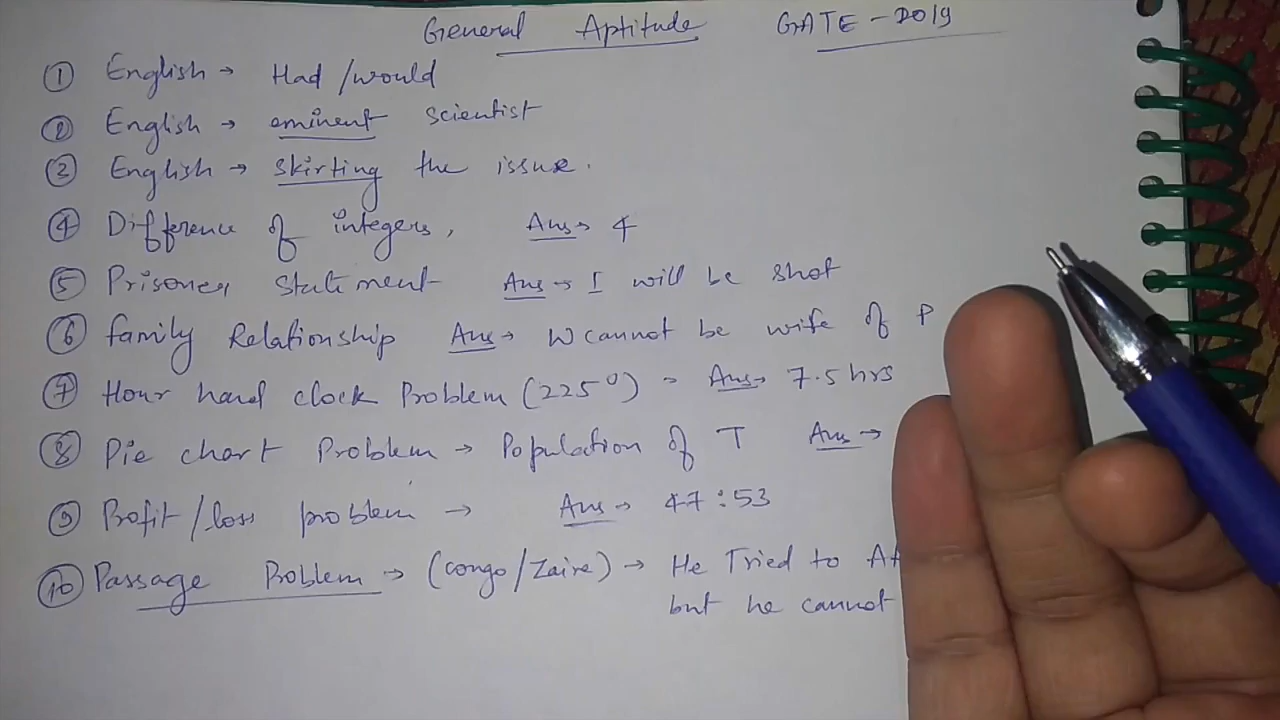 General Aptitude GATE-2019
① English → Had/would
② English → eminent scientist
③ English → skirting the issue.
④ Difference of integers, Ans → 4
⑤ Prisoner statement Ans → I will be shot
⑥ family Relationship Ans → W cannot be wife of P
⑦ Hour hand clock Problem (225°) - Ans → 7.5 hrs
⑧ Pie chart Problem → Population of T Ans →
⑨ Profit/loss problem → Ans → 47:53
⑩ Passage Problem → (Congo/Zaire) → He Tried to
but he cannot